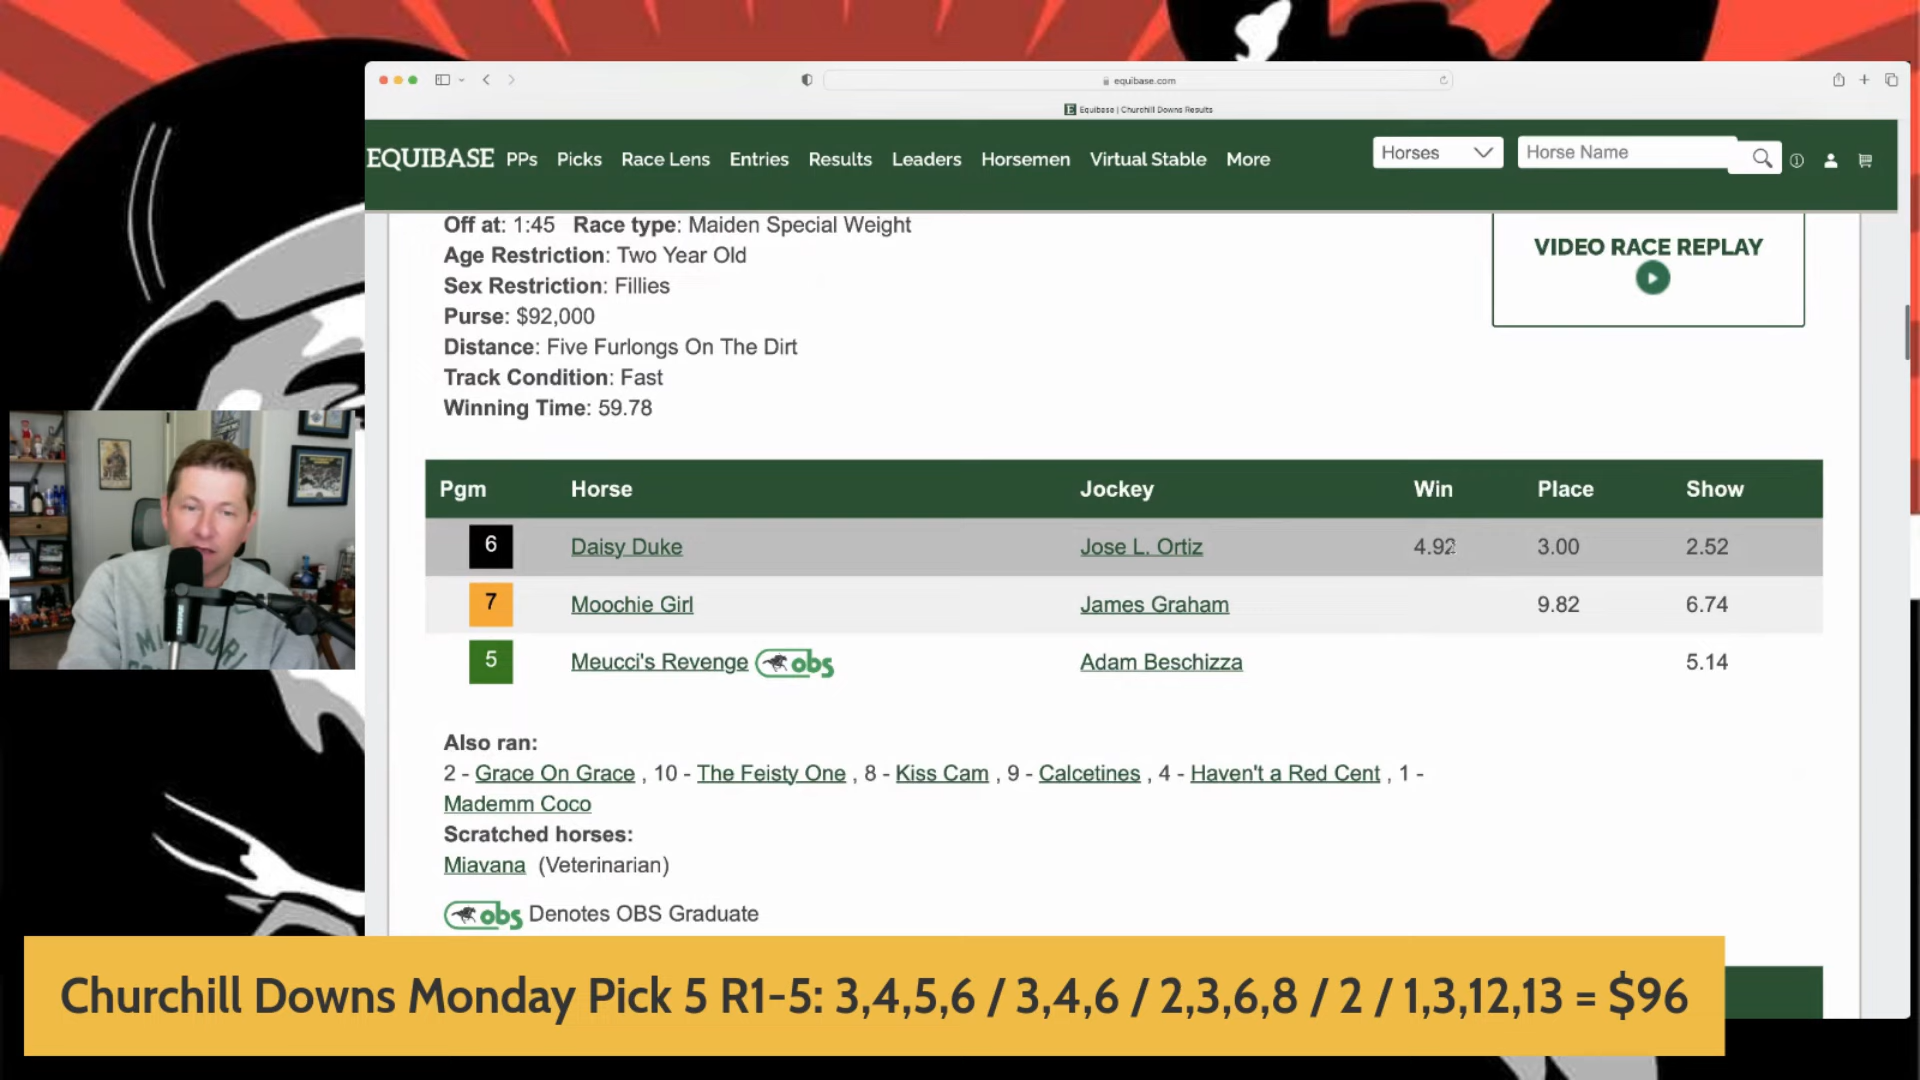 equibase.com
Equibase | Churchill Downs Results
EQUIBASE PPs Picks Race Lens Entries Results Leaders Horsemen Virtual Stable More Horses Horse Name
Off at: 1:45 Race type: Maiden Special Weight
Age Restriction: Two Year Old
Sex Restriction: Fillies
Purse: $92,000
Distance: Five Furlongs On The Dirt
Track Condition: Fast
Winning Time: 59.78
VIDEO RACE REPLAY
Pgm Horse Jockey Win Place Show
6 Daisy Duke Jose L. Ortiz 4.92 3.00 2.52
7 Moochie Girl James Graham 9.82 6.74
5 Meucci's Revenge obs Adam Beschizza 5.14
Also ran:
2 - Grace On Grace , 10 - The Feisty One , 8 - Kiss Cam , 9 - Calcetines , 4 - Haven't a Red Cent , 1 -
Mademm Coco
Scratched horses:
Miavana (Veterinarian)
obs Denotes OBS Graduate
MISSOURI
Churchill Downs Monday Pick 5 R1-5: 3,4,5,6 / 3,4,6 / 2,3,6,8 / 2 / 1,3,12,13 = $96